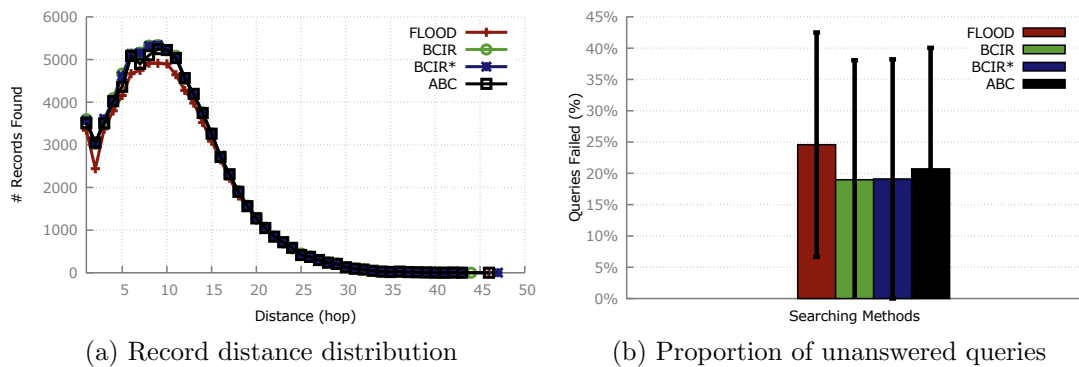 6000
5000
4000
3000
2000
1000
0
5 10 15 20 25 30 35 40 45 50
# Records Found
Distance (hop)
FLOOD
BCIR
BCIR*
ABC
(a) Record distance distribution
45%
40%
35%
30%
25%
20%
15%
10%
5%
0%
Queries Failed (%)
Searching Methods
FLOOD
BCIR
BCIR*
ABC
(b) Proportion of unanswered queries